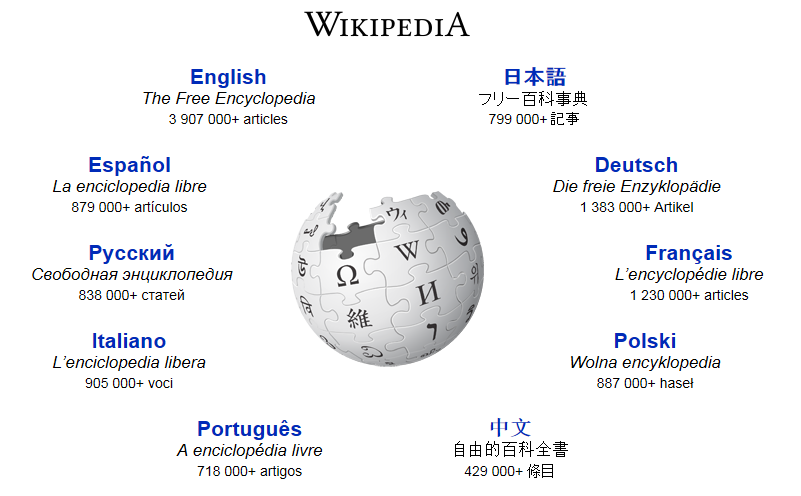 WIKIPEDIA
English
The Free Encyclopedia
3 907 000+ articles
日本語
フリー百科事典
799 000+ 記事
Español
La enciclopedia libre
879 000+ artículos
Deutsch
Die freie Enzyklopädie
1 383 000+ Artikel
Русский
Свободная энциклопедия
838 000+ статей
Français
L’encyclopédie libre
1 230 000+ articles
Italiano
L’enciclopedia libera
905 000+ voci
Polski
Wolna encyklopedia
887 000+ haseł
Português
A enciclopédia livre
718 000+ artigos
中文
自由的百科全書
429 000+ 條目
ウィ
W
Ω
И
維